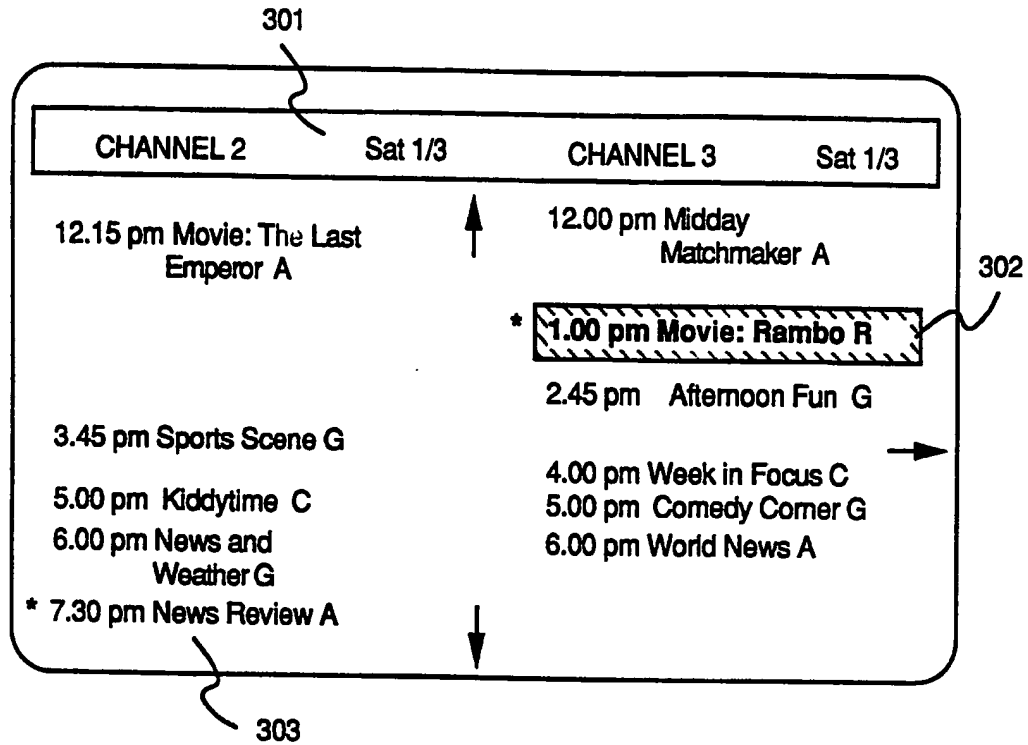 301
CHANNEL 2 Sat 1/3 CHANNEL 3 Sat 1/3
12.15 pm Movie: The Last
Emperor A
3.45 pm Sports Scene G
5.00 pm Kiddytime C
6.00 pm News and
Weather G
* 7.30 pm News Review A
12.00 pm Midday
Matchmaker A
* 1.00 pm Movie: Rambo R
2.45 pm Afternoon Fun G
4.00 pm Week in Focus C
5.00 pm Comedy Corner G
6.00 pm World News A
302
303